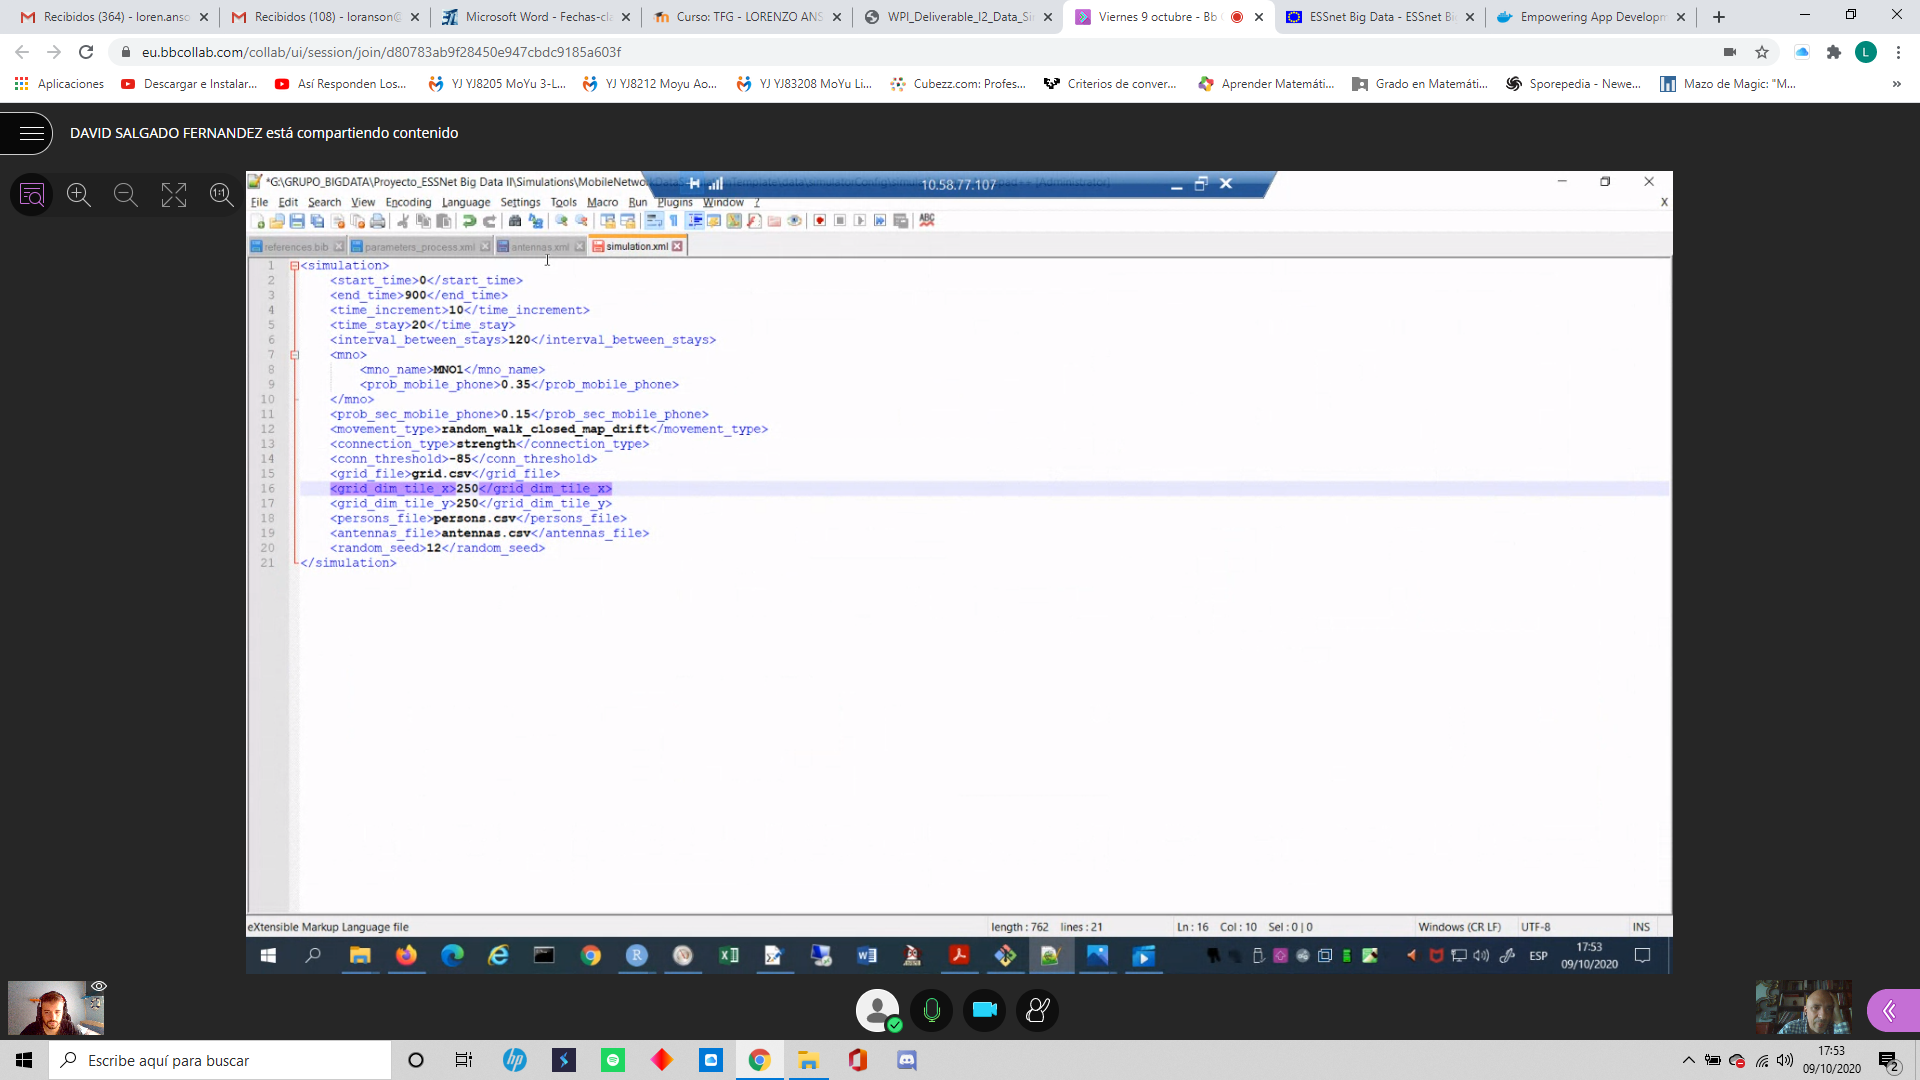 Recibidos (364) - loren.anso
Recibidos (108) - loranson@
Microsoft Word - Fechas-cl
Curso: TFG - LORENZO ANS
WPI_Deliverable_I2_Data_Si
Viernes 9 octubre - Bb
ESSnet Big Data - ESSnet Bi
Empowering App Developm
eu.bbcollab.com/collab/ui/session/join/d80783ab9f28450e947cbdc9185a603f
L
Aplicaciones
Descargar e Instalar...
Así Responden Los...
YJ YJ8205 MoYu 3-L...
YJ YJ8212 Moyu Ao...
YJ YJ83208 MoYu Li...
Cubezz.com: Profes...
Criterios de conver...
Aprender Matemáti...
Grado en Matemáti...
Sporepedia - Newe...
Mazo de Magic: "M...
DAVID SALGADO FERNANDEZ está compartiendo contenido
*G:\GRUPO_BIGDATA\Proyecto_ESSNet Big Data II\Simulations\MobileNetwor
10.58.77.107
File Edit Search View Encoding Language Settings Tools Macro Run Plugins Window ? X
references.bib
parameters_process.xml
antennas.xml
simulation.xml
1 <simulation>
2 <start_time>0</start_time>
3 <end_time>900</end_time>
4 <time_increment>10</time_increment>
5 <time_stay>20</time_stay>
6 <interval_between_stays>120</interval_between_stays>
7 <mno>
8 <mno_name>MNO1</mno_name>
9 <prob_mobile_phone>0.35</prob_mobile_phone>
10 </mno>
11 <prob_sec_mobile_phone>0.15</prob_sec_mobile_phone>
12 <movement_type>random_walk_closed_map_drift</movement_type>
13 <connection_type>strength</connection_type>
14 <conn_threshold>-85</conn_threshold>
15 <grid_file>grid.csv</grid_file>
16 <grid_dim_tile_x>250</grid_dim_tile_x>
17 <grid_dim_tile_y>250</grid_dim_tile_y>
18 <persons_file>persons.csv</persons_file>
19 <antennas_file>antennas.csv</antennas_file>
20 <random_seed>12</random_seed>
21 </simulation>
eXtensible Markup Language file
length : 762 lines : 21
Ln : 16 Col : 10 Sel : 0 | 0
Windows (CR LF)
UTF-8
INS
ESP
17:53
09/10/2020
Escribe aquí para buscar
17:53
09/10/2020
2